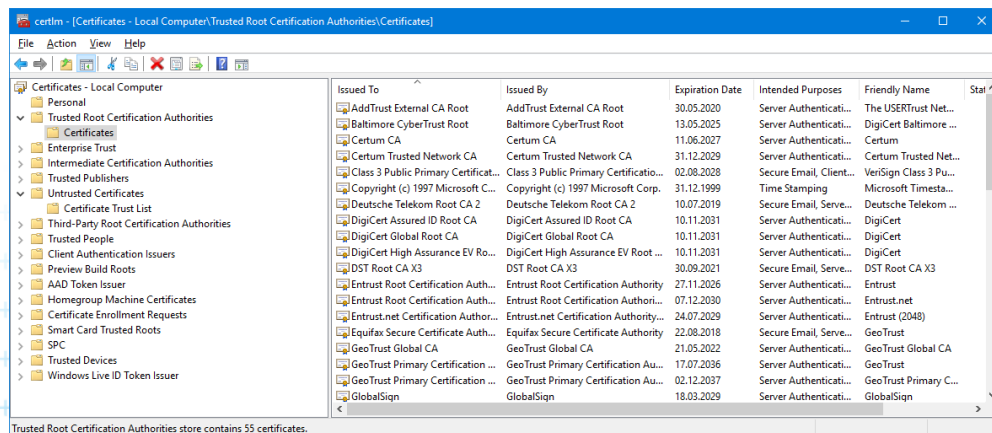 certlm - [Certificates - Local Computer\Trusted Root Certification Authorities\Certificates]
File Action View Help
Certificates - Local Computer
Personal
Trusted Root Certification Authorities
Certificates
Enterprise Trust
Intermediate Certification Authorities
Trusted Publishers
Untrusted Certificates
Certificate Trust List
Third-Party Root Certification Authorities
Trusted People
Client Authentication Issuers
Preview Build Roots
AAD Token Issuer
Homegroup Machine Certificates
Certificate Enrollment Requests
Smart Card Trusted Roots
SPC
Trusted Devices
Windows Live ID Token Issuer
Issued To Issued By Expiration Date Intended Purposes Friendly Name Stat
AddTrust External CA Root AddTrust External CA Root 30.05.2020 Server Authenticati... The USERTrust Net...
Baltimore CyberTrust Root Baltimore CyberTrust Root 13.05.2025 Server Authenticati... DigiCert Baltimore ...
Certum CA Certum CA 11.06.2027 Server Authenticati... Certum
Certum Trusted Network CA Certum Trusted Network CA 31.12.2029 Server Authenticati... Certum Trusted Net...
Class 3 Public Primary Certificat... Class 3 Public Primary Certificatio... 02.08.2028 Secure Email, Client... VeriSign Class 3 Pu...
Copyright (c) 1997 Microsoft C... Copyright (c) 1997 Microsoft Corp. 31.12.1999 Time Stamping Microsoft Timesta...
Deutsche Telekom Root CA 2 Deutsche Telekom Root CA 2 10.07.2019 Secure Email, Serve... Deutsche Telekom ...
DigiCert Assured ID Root CA DigiCert Assured ID Root CA 10.11.2031 Server Authenticati... DigiCert
DigiCert Global Root CA DigiCert Global Root CA 10.11.2031 Server Authenticati... DigiCert
DigiCert High Assurance EV Ro... DigiCert High Assurance EV Root ... 10.11.2031 Server Authenticati... DigiCert
DST Root CA X3 DST Root CA X3 30.09.2021 Secure Email, Serve... DST Root CA X3
Entrust Root Certification Auth... Entrust Root Certification Authority 27.11.2026 Server Authenticati... Entrust
Entrust Root Certification Auth... Entrust Root Certification Authori... 07.12.2030 Server Authenticati... Entrust.net
Entrust.net Certification Author... Entrust.net Certification Authority... 24.07.2029 Server Authenticati... Entrust (2048)
Equifax Secure Certificate Auth... Equifax Secure Certificate Authority 22.08.2018 Secure Email, Serve... GeoTrust
GeoTrust Global CA GeoTrust Global CA 21.05.2022 Server Authenticati... GeoTrust Global CA
GeoTrust Primary Certification ... GeoTrust Primary Certification Au... 17.07.2036 Server Authenticati... GeoTrust
GeoTrust Primary Certification ... GeoTrust Primary Certification Au... 02.12.2037 Server Authenticati... GeoTrust Primary C...
GlobalSign GlobalSign 18.03.2029 Server Authenticati... GlobalSign
Trusted Root Certification Authorities store contains 55 certificates.